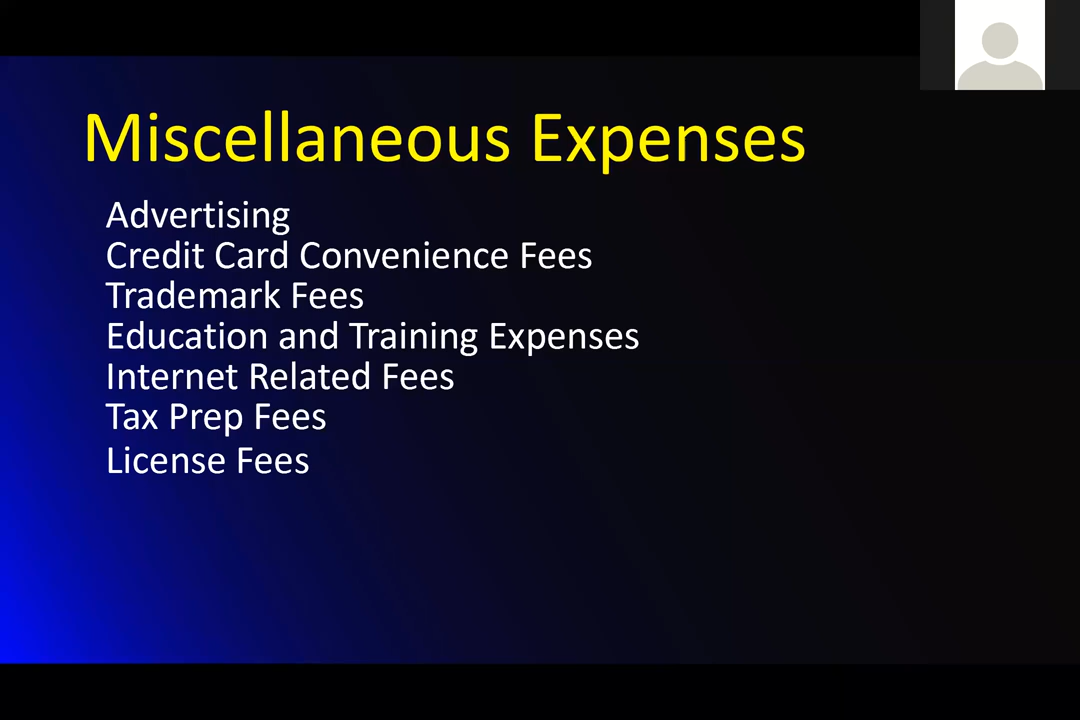 Miscellaneous Expenses
Advertising
Credit Card Convenience Fees
Trademark Fees
Education and Training Expenses
Internet Related Fees
Tax Prep Fees
License Fees